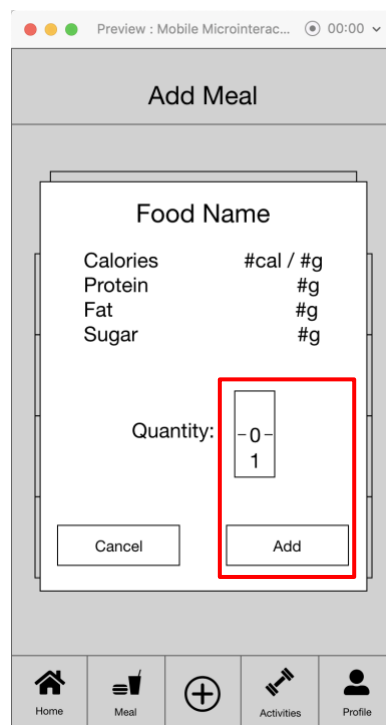 Preview : Mobile Microinterac... 00:00
Add Meal
Food Name
Calories #cal / #g
Protein #g
Fat #g
Sugar #g
Quantity: -0-
1
Cancel Add
Home Meal Activities Profile